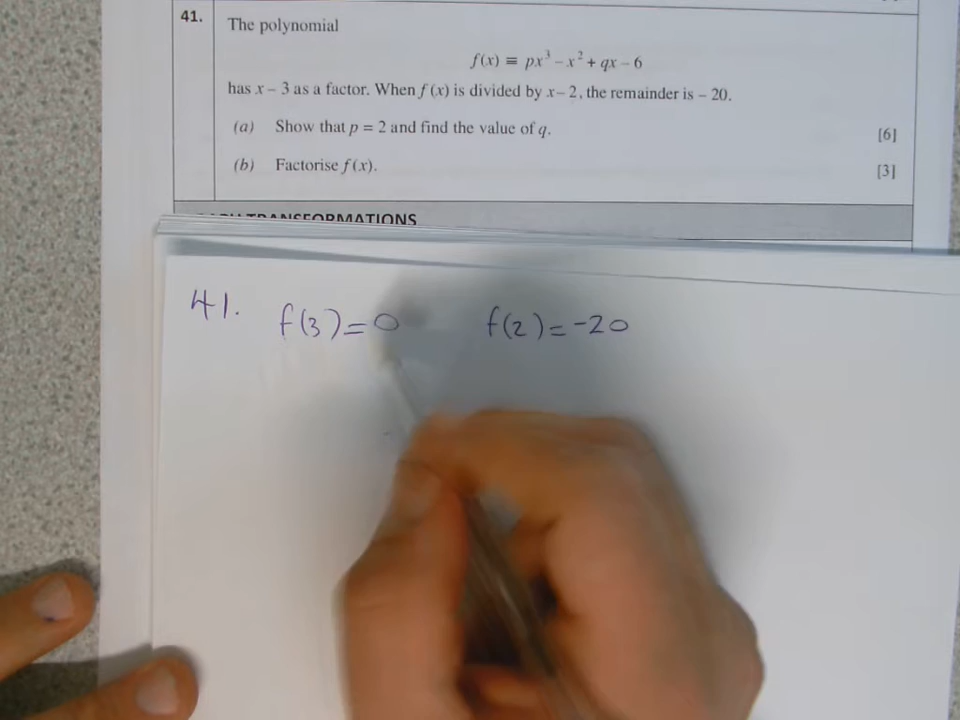 41.
The polynomial
f(x) ≡ px³ – x² + qx – 6
has x – 3 as a factor. When f(x) is divided by x – 2, the remainder is – 20.
(a) Show that p = 2 and find the value of q. [6]
(b) Factorise f(x). [3]
TRANSFORMATIONS
41. f(3)=0 f(2)=-20